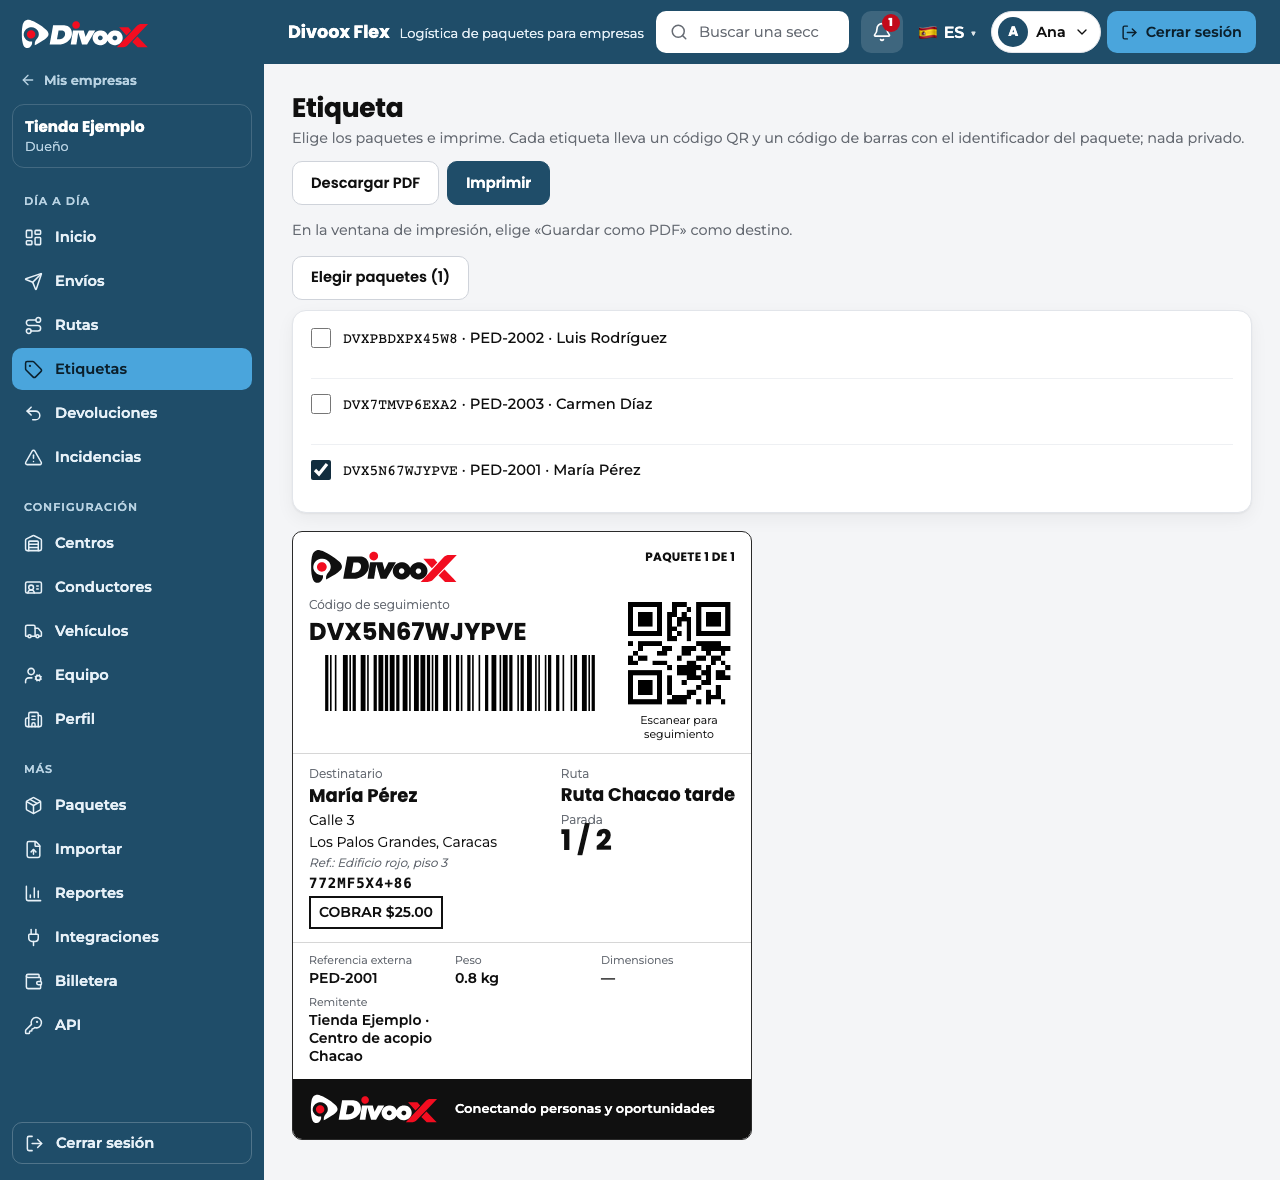 DivooX
Divoox Flex
Logística de paquetes para empresas
Buscar una secc
1
ES
A
Ana
Cerrar sesión
Mis empresas
Tienda Ejemplo
Dueño
DÍA A DÍA
Inicio
Envíos
Rutas
Etiquetas
Devoluciones
Incidencias
CONFIGURACIÓN
Centros
Conductores
Vehículos
Equipo
Perfil
MÁS
Paquetes
Importar
Reportes
Integraciones
Billetera
API
Cerrar sesión
Etiqueta
Elige los paquetes e imprime. Cada etiqueta lleva un código QR y un código de barras con el identificador del paquete; nada privado.
Descargar PDF
Imprimir
En la ventana de impresión, elige «Guardar como PDF» como destino.
Elegir paquetes (1)
DVXPBDXPX45W8 · PED-2002 · Luis Rodríguez
DVX7TMVP6EXA2 · PED-2003 · Carmen Díaz
DVX5N67WJYPVE · PED-2001 · María Pérez
DivooX
PAQUETE 1 DE 1
Código de seguimiento
DVX5N67WJYPVE
Escanear para
seguimiento
Destinatario
María Pérez
Calle 3
Los Palos Grandes, Caracas
Ref.: Edificio rojo, piso 3
772MF5X4+86
COBRAR $25.00
Ruta
Ruta Chacao tarde
Parada
1 / 2
Referencia externa
PED-2001
Peso
0.8 kg
Dimensiones
—
Remitente
Tienda Ejemplo ·
Centro de acopio
Chacao
DivooX
Conectando personas y oportunidades